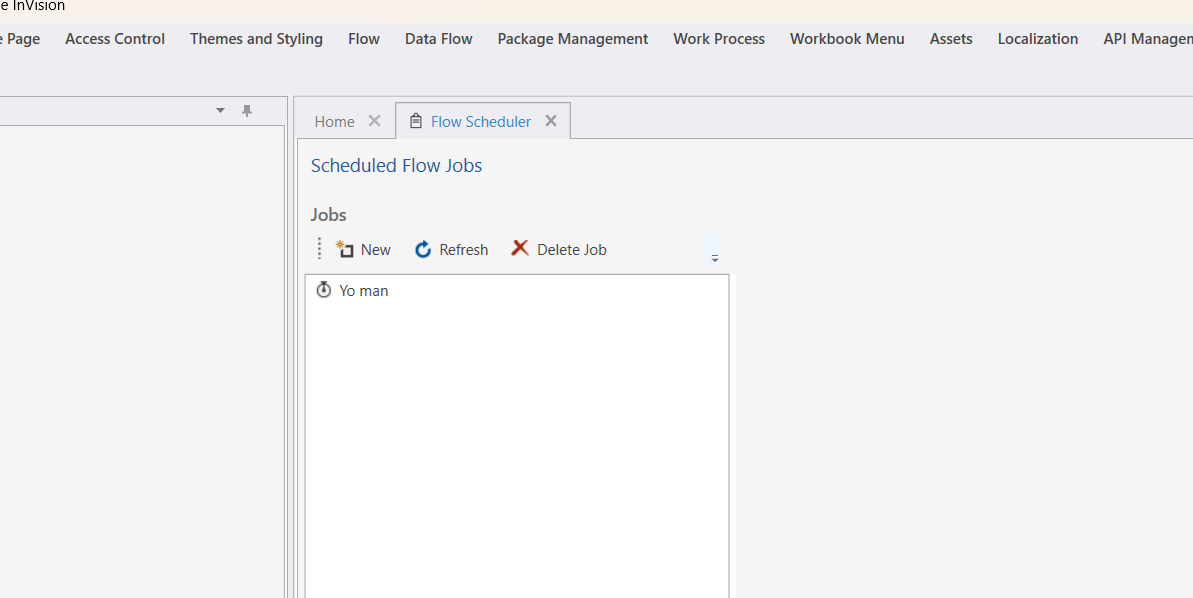 e InVision
e Page Access Control Themes and Styling Flow Data Flow Package Management Work Process Workbook Menu Assets Localization API Managem
Home Flow Scheduler
Scheduled Flow Jobs
Jobs
New Refresh Delete Job
Yo man